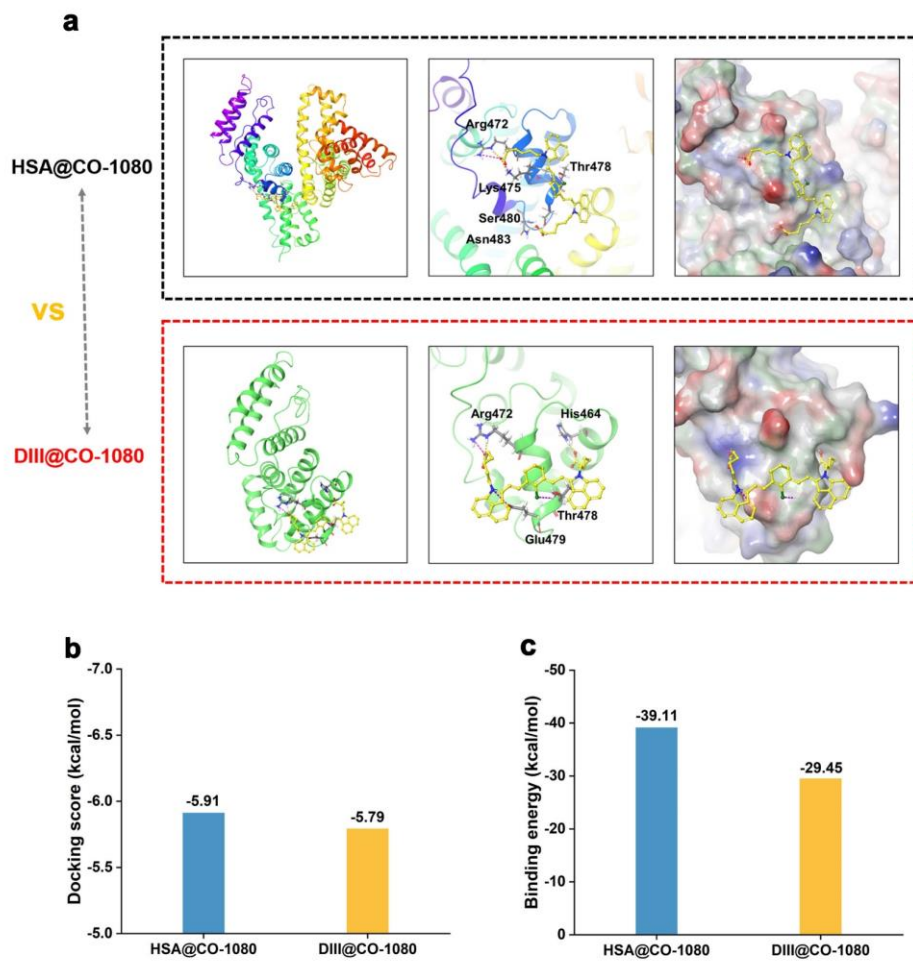 a
HSA@CO-1080
VS
DIII@CO-1080
Arg472
Thr478
Lys475
Ser480
Asn483
Arg472
His464
Thr478
Glu479
b
Docking score (kcal/mol)
-7.0
-6.5
-6.0
-5.5
-5.0
-5.91
-5.79
HSA@CO-1080
DIII@CO-1080
c
Binding energy (kcal/mol)
-50
-40
-30
-20
-10
0
-39.11
-29.45
HSA@CO-1080
DIII@CO-1080